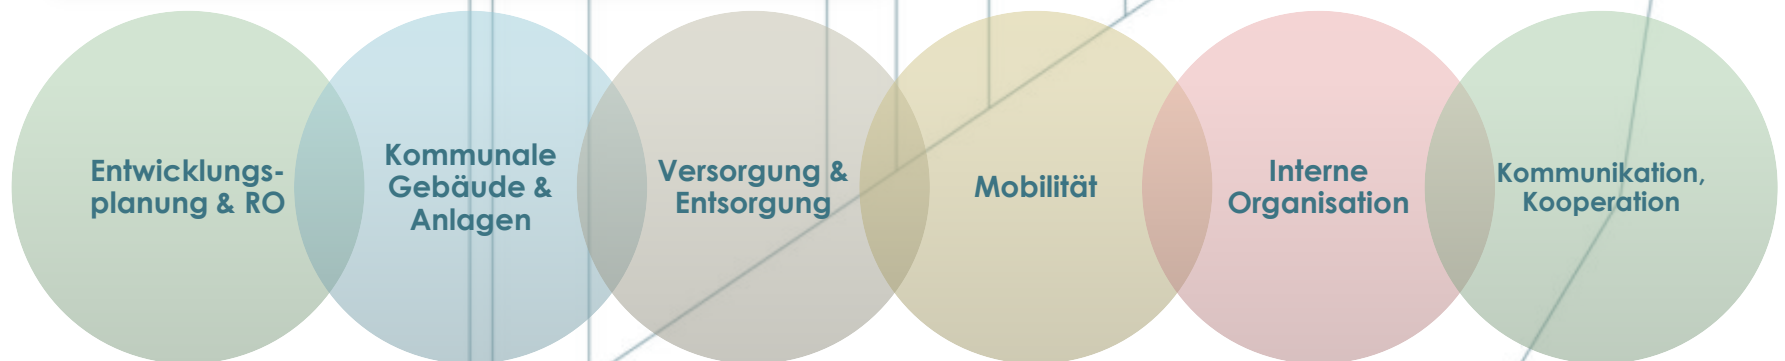 Entwicklungs-
planung & RO
Kommunale
Gebäude &
Anlagen
Versorgung &
Entsorgung
Mobilität
Interne
Organisation
Kommunikation,
Kooperation